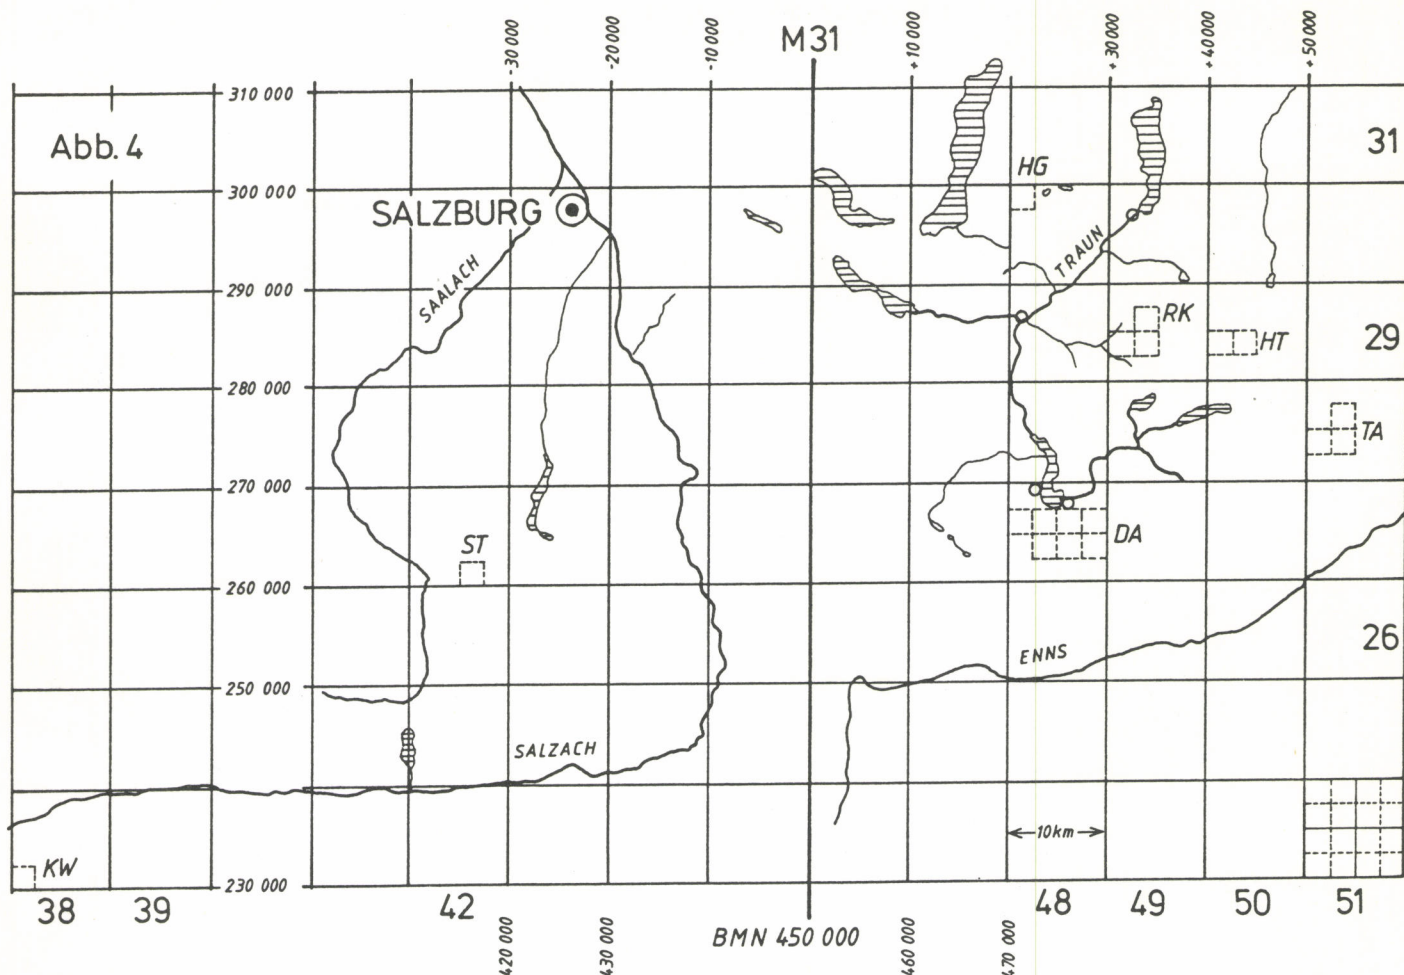 -30 000
-20 000
-10 000
M31
+10 000
+30 000
+40 000
+50 000
310 000
Abb. 4
31
HG
300 000
SALZBURG
TRAUN
SAALACH
290 000
RK
HT
29
280 000
TA
270 000
ST
DA
260 000
26
ENNS
250 000
SALZACH
10km
KW
230 000
38
39
42
48
49
50
51
BMN 450 000
420 000
430 000
460 000
470 000